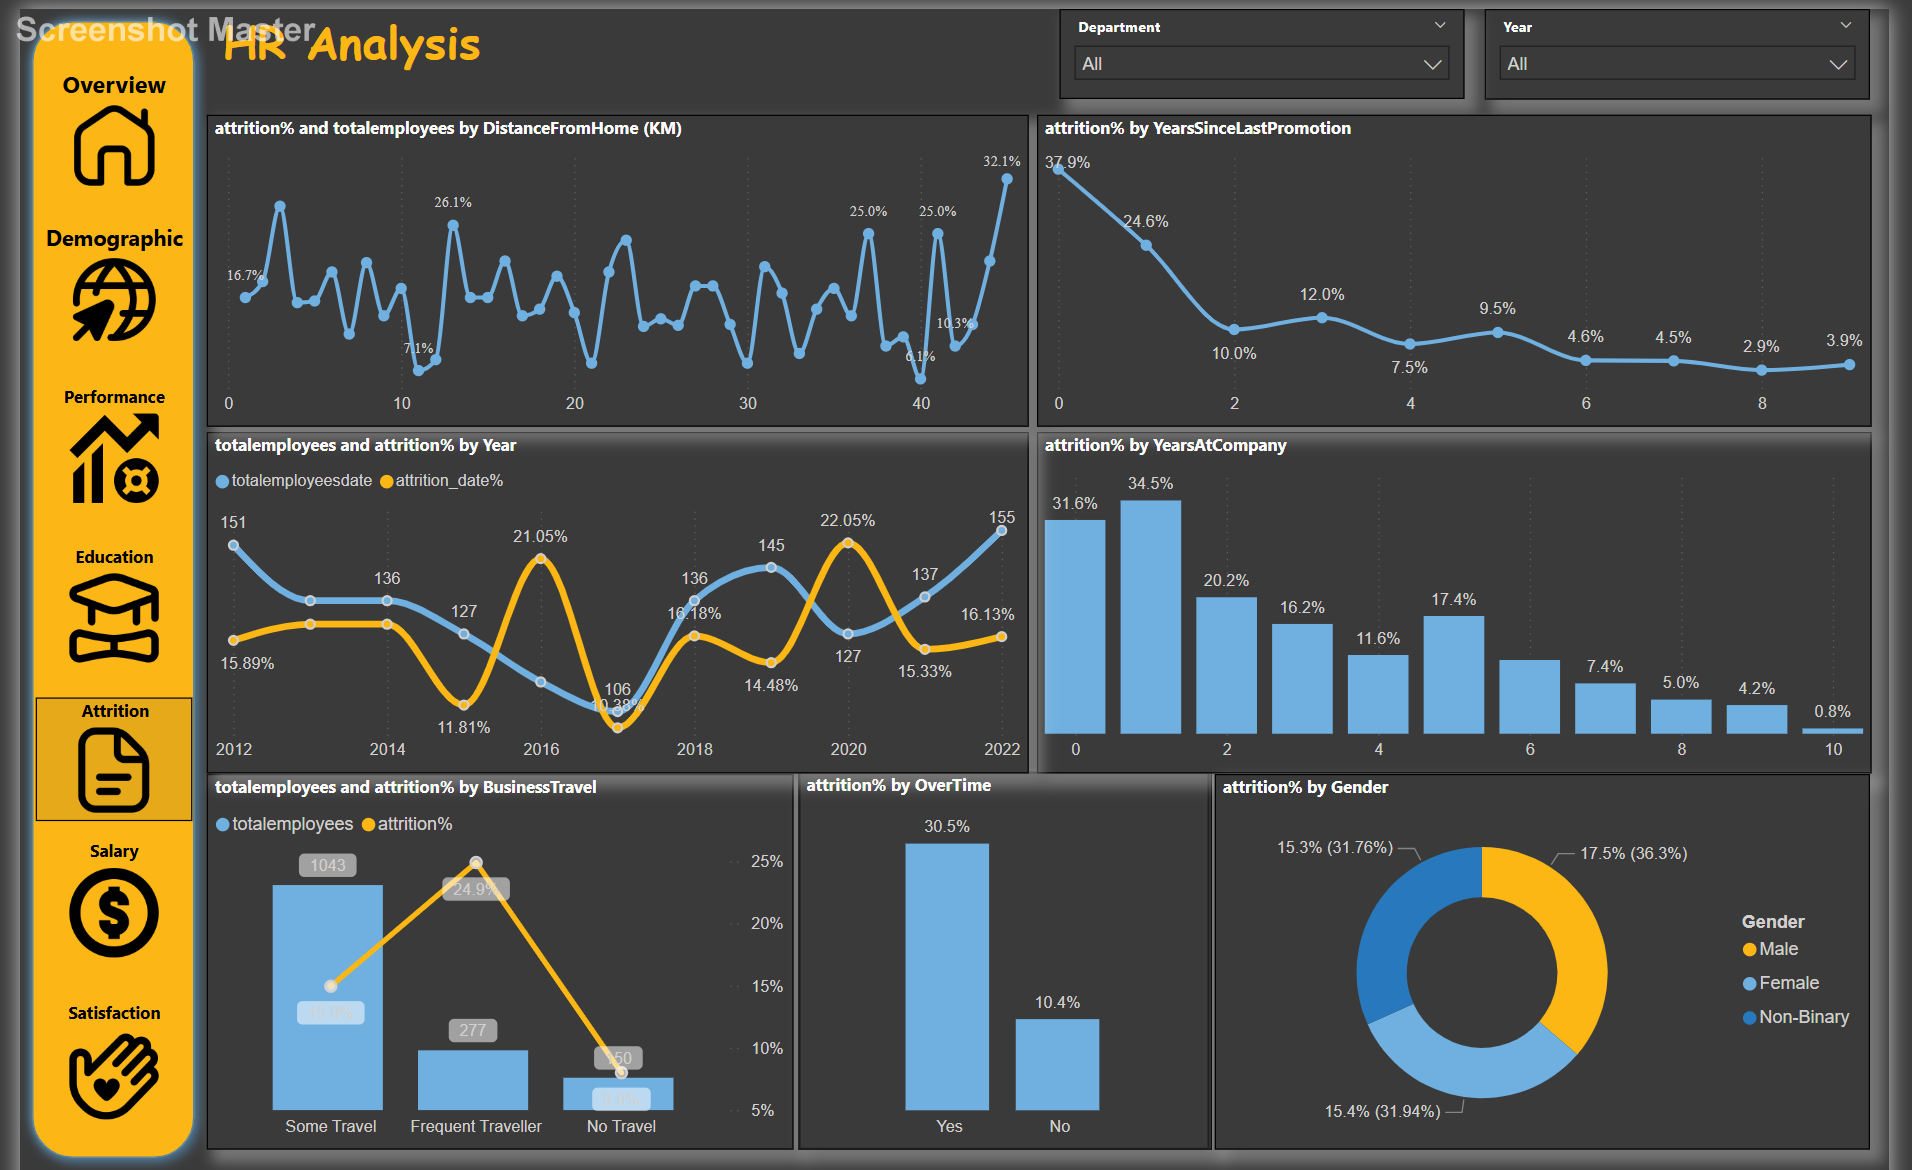 Screenshot Master
HR Analysis
Department
All
Year
All
Overview
Demographic
Performance
Education
Attrition
Salary
Satisfaction
attrition% and totalemployees by DistanceFromHome (KM)
32.1%
26.1%
25.0%
25.0%
16.7%
10.3%
7.1%
6.1%
0 10 20 30 40
attrition% by YearsSinceLastPromotion
37.9%
24.6%
12.0%
9.5%
10.0%
7.5%
4.6%
4.5%
2.9%
3.9%
0 2 4 6 8
totalemployees and attrition% by Year
totalemployeesdate attrition_date%
151
136
127
21.05%
106
10.38%
136
16.18%
145
22.05%
137
155
16.13%
15.89%
11.81%
14.48%
127
15.33%
2012 2014 2016 2018 2020 2022
attrition% by YearsAtCompany
31.6%
34.5%
20.2%
16.2%
11.6%
17.4%
7.4%
5.0%
4.2%
0.8%
0 2 4 6 8 10
totalemployees and attrition% by BusinessTravel
totalemployees attrition%
1043
24.9%
277
25%
20%
15%
10%
5%
Some Travel Frequent Traveller No Travel
attrition% by OverTime
30.5%
10.4%
Yes No
attrition% by Gender
15.3% (31.76%)
17.5% (36.3%)
15.4% (31.94%)
Gender
Male
Female
Non-Binary